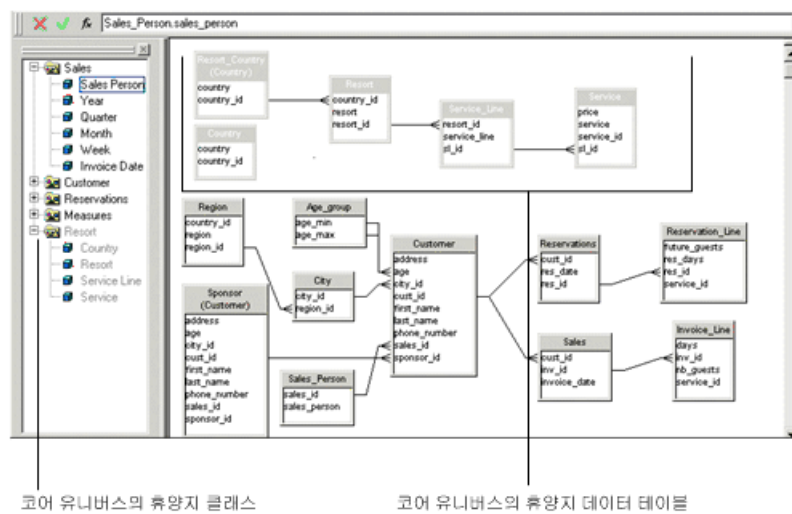 Sales_Person.sales_person
Sales
Sales Person
Year
Quarter
Month
Week
Invoice Date
Customer
Reservations
Measures
Resort
Country
Resort
Service Line
Service
Resort_Country
(Country)
country
country_id
Country
country
country_id
Resort
country_id
resort
resort_id
Service_Line
resort_id
service_line
sl_id
Service
price
service
service_id
sl_id
Region
country_id
region
region_id
Age_group
age_min
age_max
Customer
address
age
city_id
cust_id
first_name
last_name
phone_number
sales_id
sponsor_id
City
city_id
region_id
Sponsor
(Customer)
address
age
city_id
cust_id
first_name
last_name
phone_number
sales_id
sponsor_id
Sales_Person
sales_id
sales_person
Reservations
cust_id
res_date
res_id
Reservation_Line
future_guests
res_days
res_id
service_id
Sales
cust_id
inv_id
invoice_date
Invoice_Line
days
inv_id
nb_guests
service_id
코어 유니버스의 휴양지 클래스
코어 유니버스의 휴양지 데이터 테이블